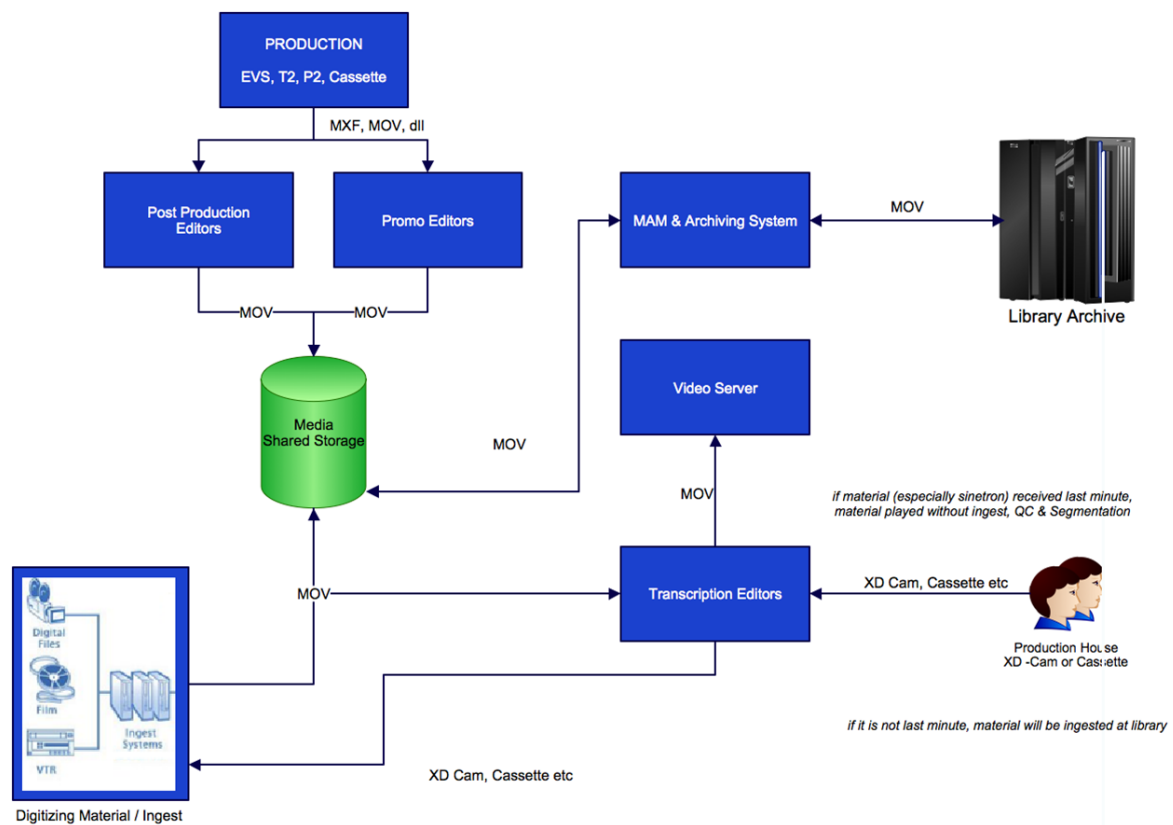 PRODUCTION
EVS, T2, P2, Cassette
MXF, MOV, dll
Post Production
Editors
Promo Editors
MAM & Archiving System
MOV
Library Archive
MOV
MOV
Media
Shared Storage
Video Server
MOV
MOV
if material (especially sinetron) received last minute,
material played without ingest, QC & Segmentation
MOV
Transcription Editors
XD Cam, Cassette etc
Production House
XD -Cam or Cassette
Digital
Files
Film
Ingest
Systems
VTR
if it is not last minute, material will be ingested at library
XD Cam, Cassette etc
Digitizing Material / Ingest